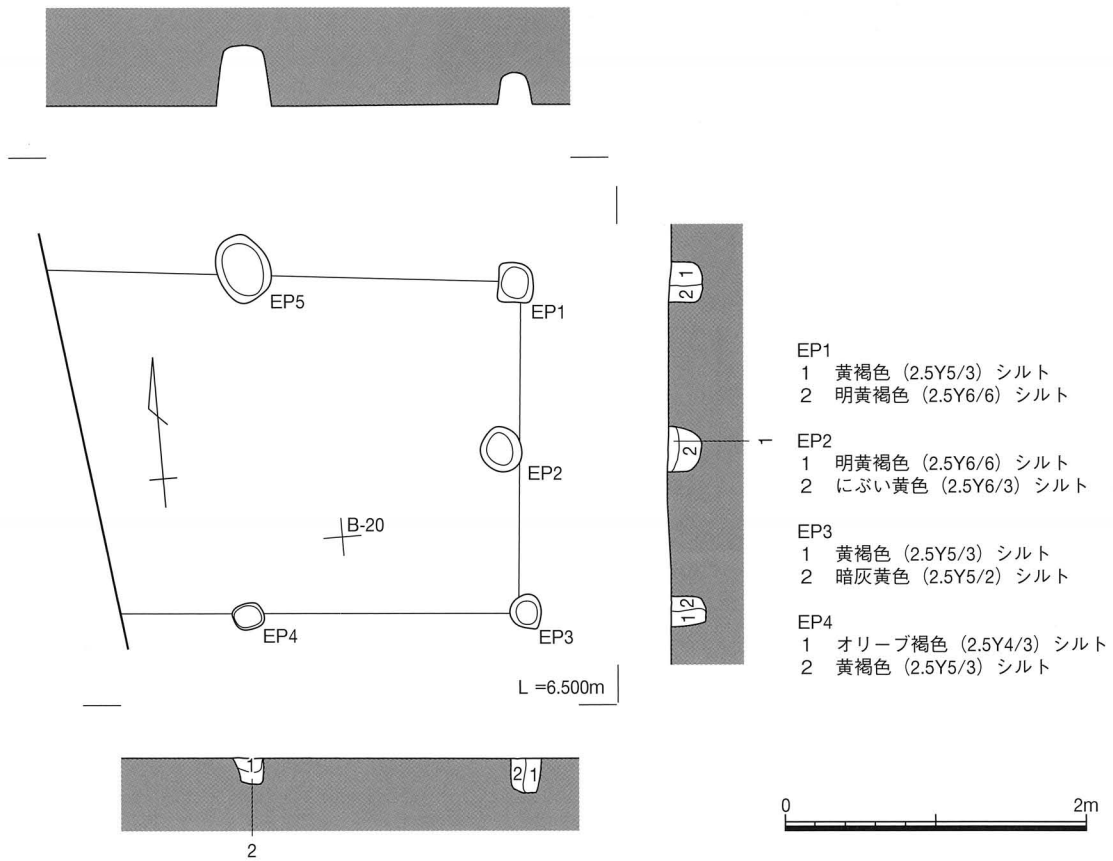 EP5
EP1
EP2
B-20
EP4
EP3
L =6.500m
1
2
1
2
1
2
1
1
2
2
2
1
EP1
1 黄褐色（2.5Y5/3）シルト
2 明黄褐色（2.5Y6/6）シルト
EP2
1 明黄褐色（2.5Y6/6）シルト
2 にぶい黄色（2.5Y6/3）シルト
EP3
1 黄褐色（2.5Y5/3）シルト
2 暗灰黄色（2.5Y5/2）シルト
EP4
1 オリーブ褐色（2.5Y4/3）シルト
2 黄褐色（2.5Y5/3）シルト
0 2m